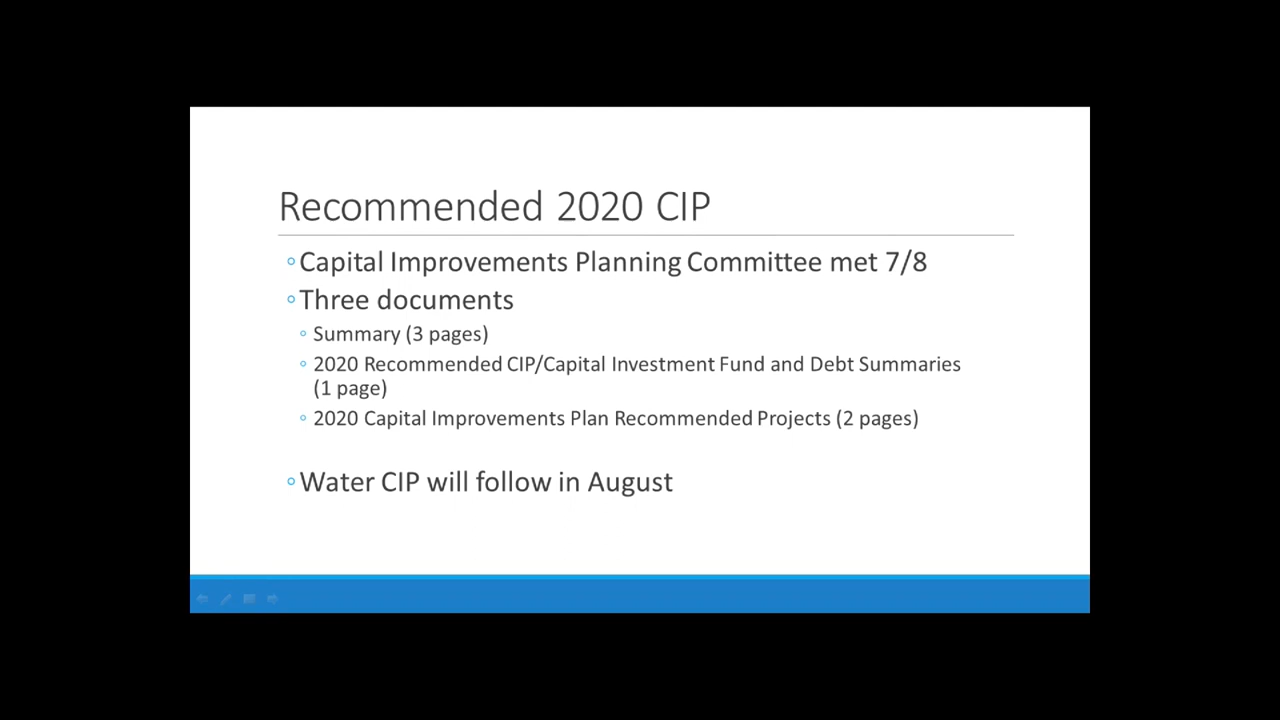 Recommended 2020 CIP
◦Capital Improvements Planning Committee met 7/8
◦Three documents
◦ Summary (3 pages)
◦ 2020 Recommended CIP/Capital Investment Fund and Debt Summaries
(1 page)
◦ 2020 Capital Improvements Plan Recommended Projects (2 pages)
◦Water CIP will follow in August